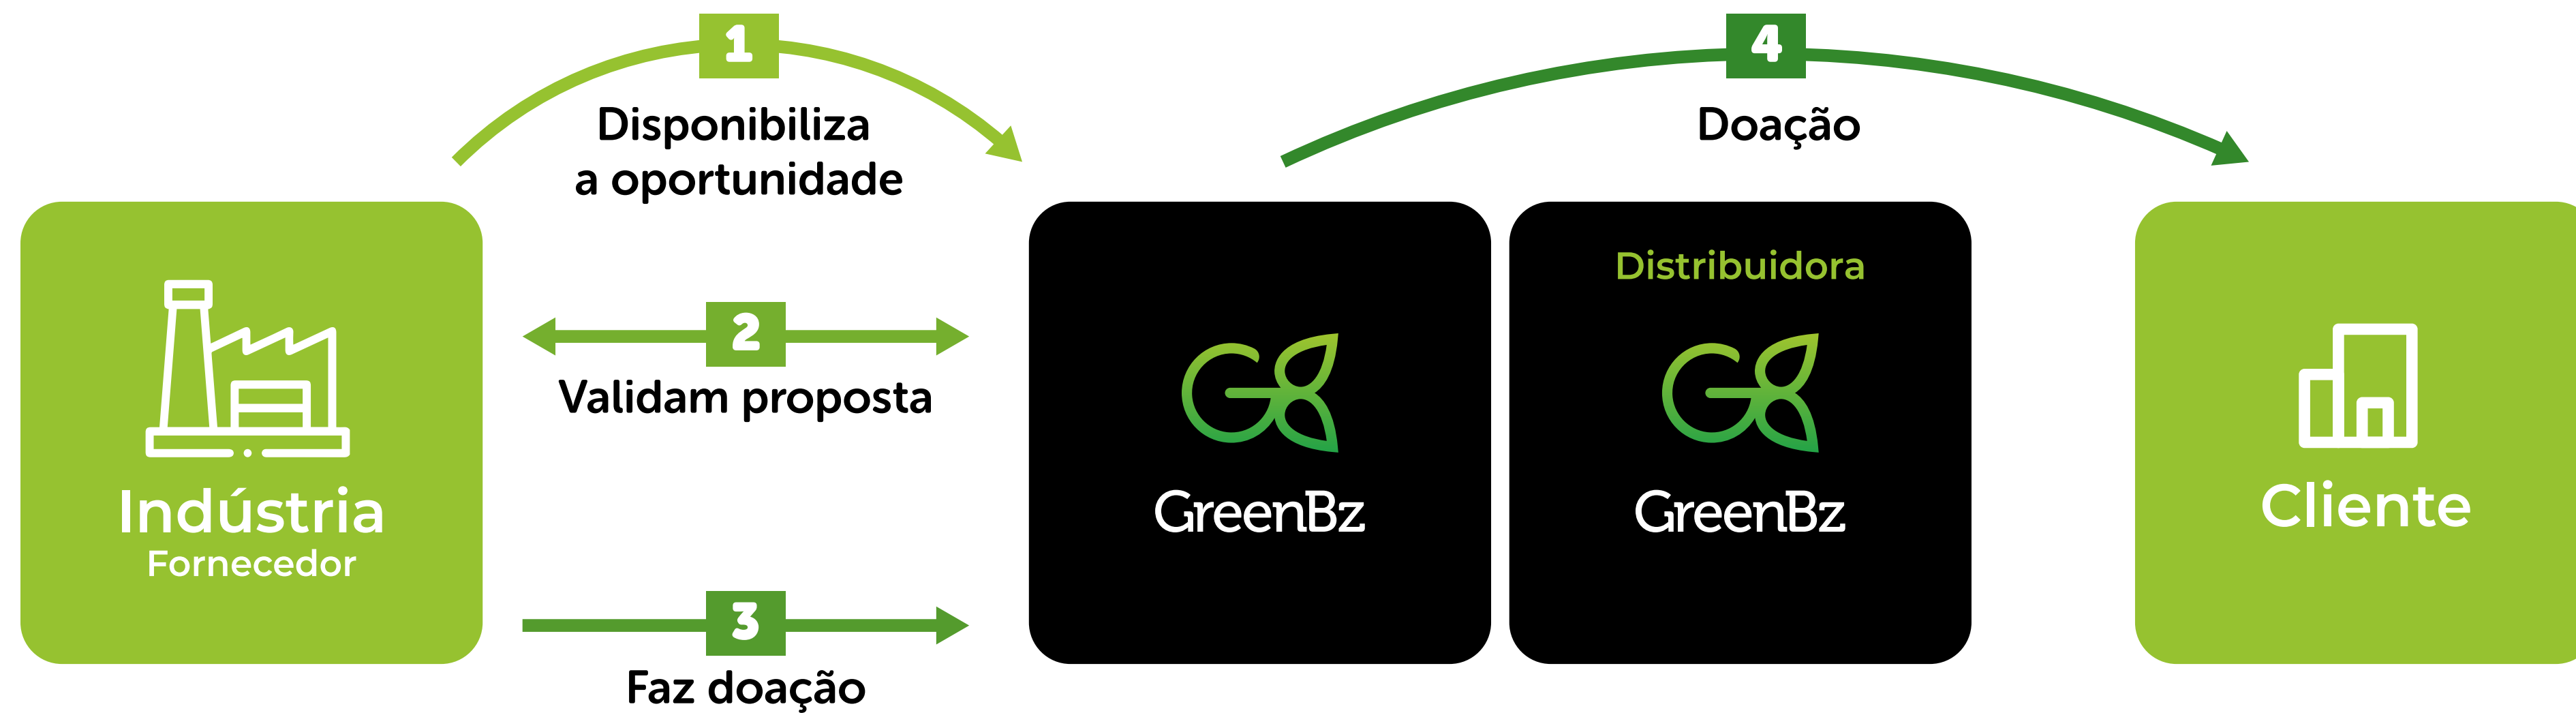 1
Disponibiliza
a oportunidade
4
Doação
Indústria
Fornecedor
2
Validam proposta
3
Faz doação
GreenBz
Distribuidora
GreenBz
Cliente